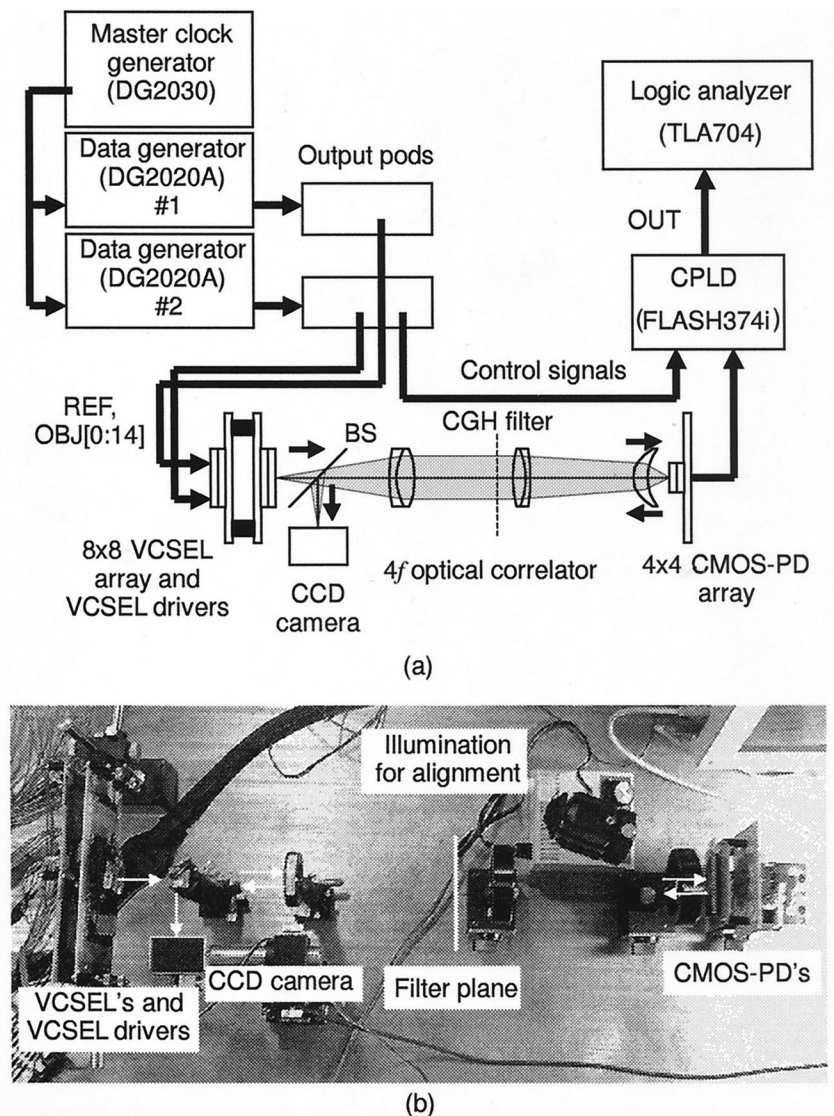 Master clock
generator
(DG2030)
Data generator
(DG2020A)
#1
Data generator
(DG2020A)
#2
Output pods
Logic analyzer
(TLA704)
OUT
CPLD
(FLASH374i)
Control signals
REF,
OBJ[0:14]
BS
CGH filter
8x8 VCSEL
array and
VCSEL drivers
CCD
camera
4f optical correlator
4x4 CMOS-PD
array
(a)
Illumination
for alignment
VCSEL's and
VCSEL drivers
CCD camera
Filter plane
CMOS-PD's
(b)